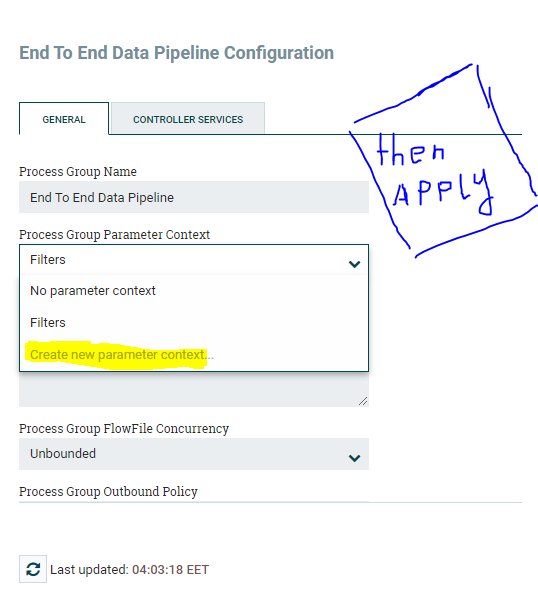 End To End Data Pipeline Configuration
GENERAL
CONTROLLER SERVICES
then
APPLY
Process Group Name
End To End Data Pipeline
Process Group Parameter Context
Filters
No parameter context
Filters
Create new parameter context...
Process Group FlowFile Concurrency
Unbounded
Process Group Outbound Policy
Last updated: 04:03:18 EET